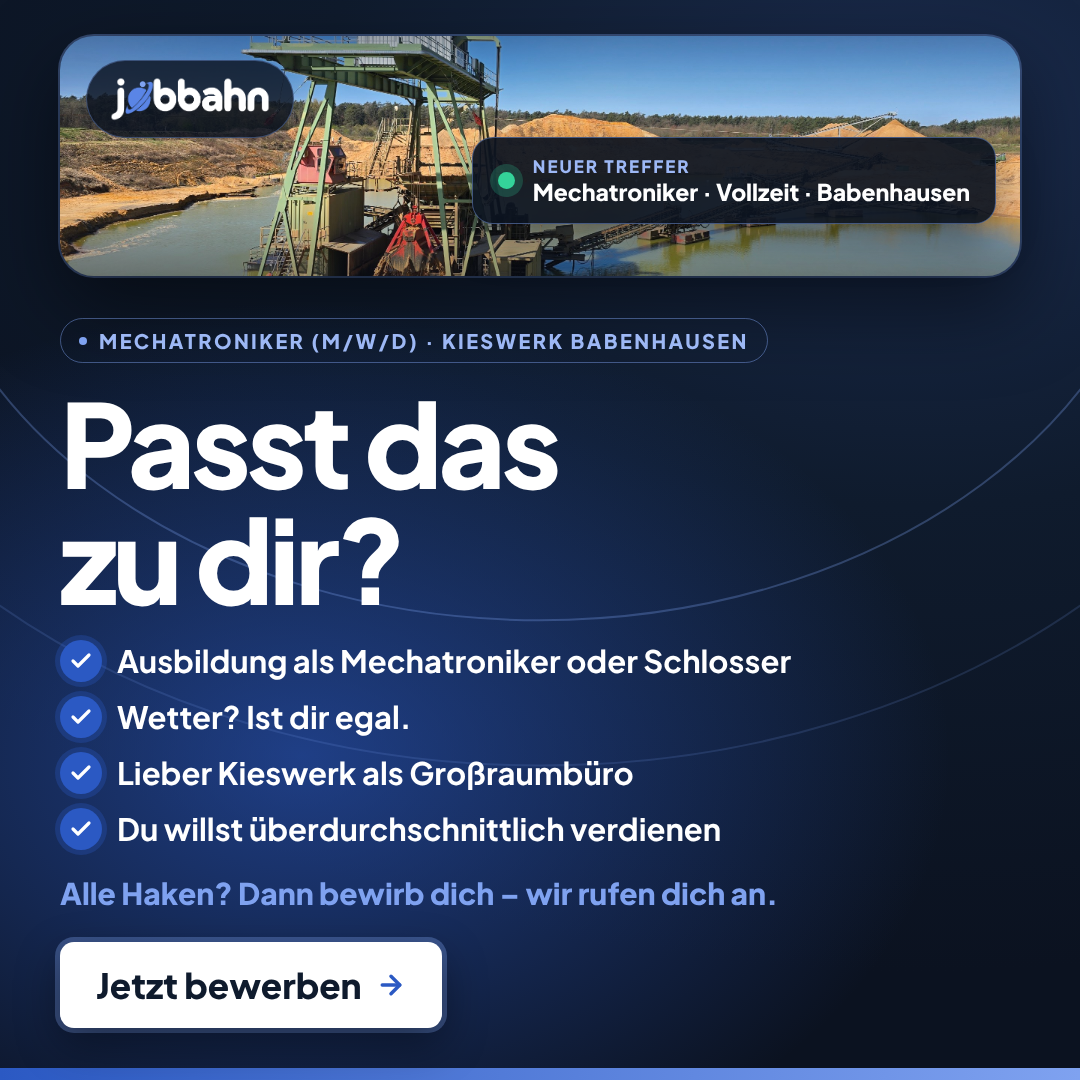 jobbahn
NEUER TREFFER
Mechatroniker · Vollzeit · Babenhausen
MECHATRONIKER (M/W/D) · KIESWERK BABENHAUSEN
Passt das
zu dir?
Ausbildung als Mechatroniker oder Schlosser
Wetter? Ist dir egal.
Lieber Kieswerk als Großraumbüro
Du willst überdurchschnittlich verdienen
Alle Haken? Dann bewirb dich – wir rufen dich an.
Jetzt bewerben →